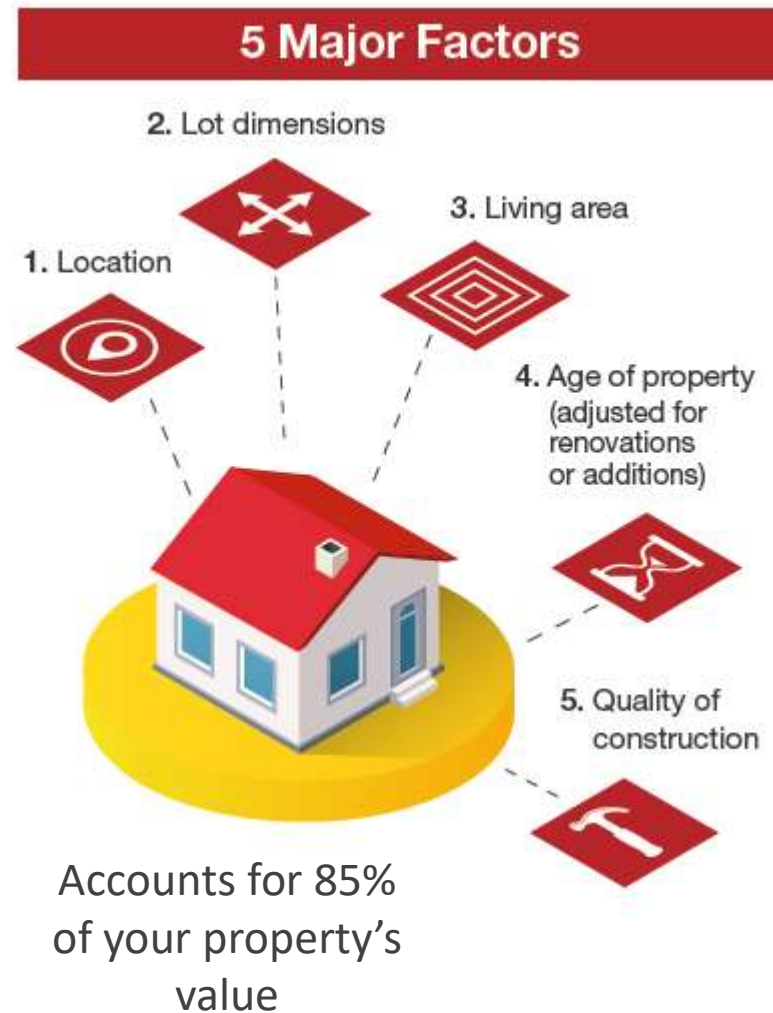 5 Major Factors
1. Location
2. Lot dimensions
3. Living area
4. Age of property
(adjusted for
renovations
or additions)
5. Quality of
construction
Accounts for 85%
of your property’s
value